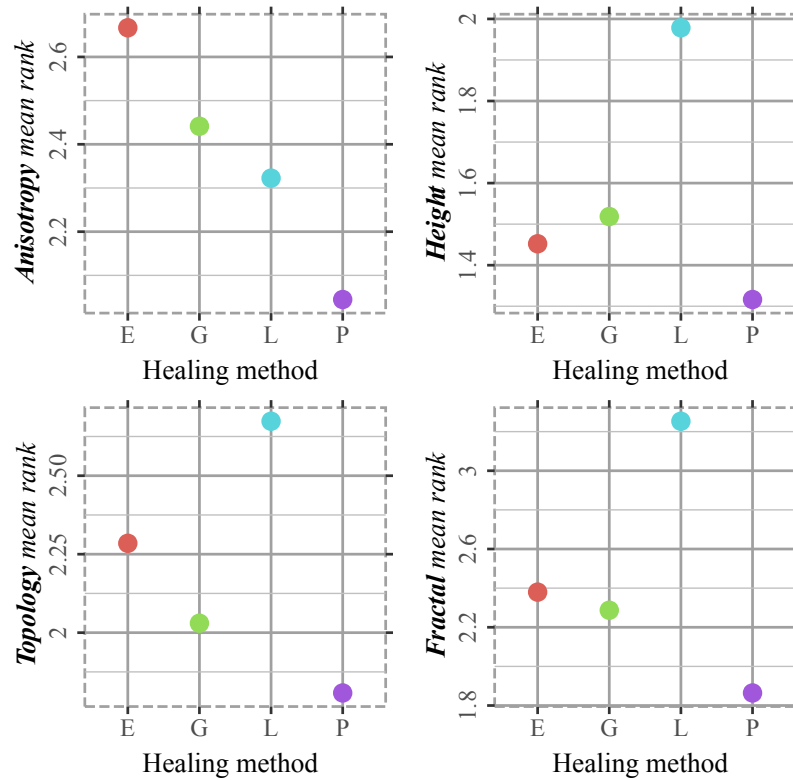 Anisotropy mean rank
2.6
2.4
2.2
E G L P
Healing method
Height mean rank
2
1.8
1.6
1.4
E G L P
Healing method
Topology mean rank
2.50
2.25
2
E G L P
Healing method
Fractal mean rank
3
2.6
2.2
1.8
E G L P
Healing method